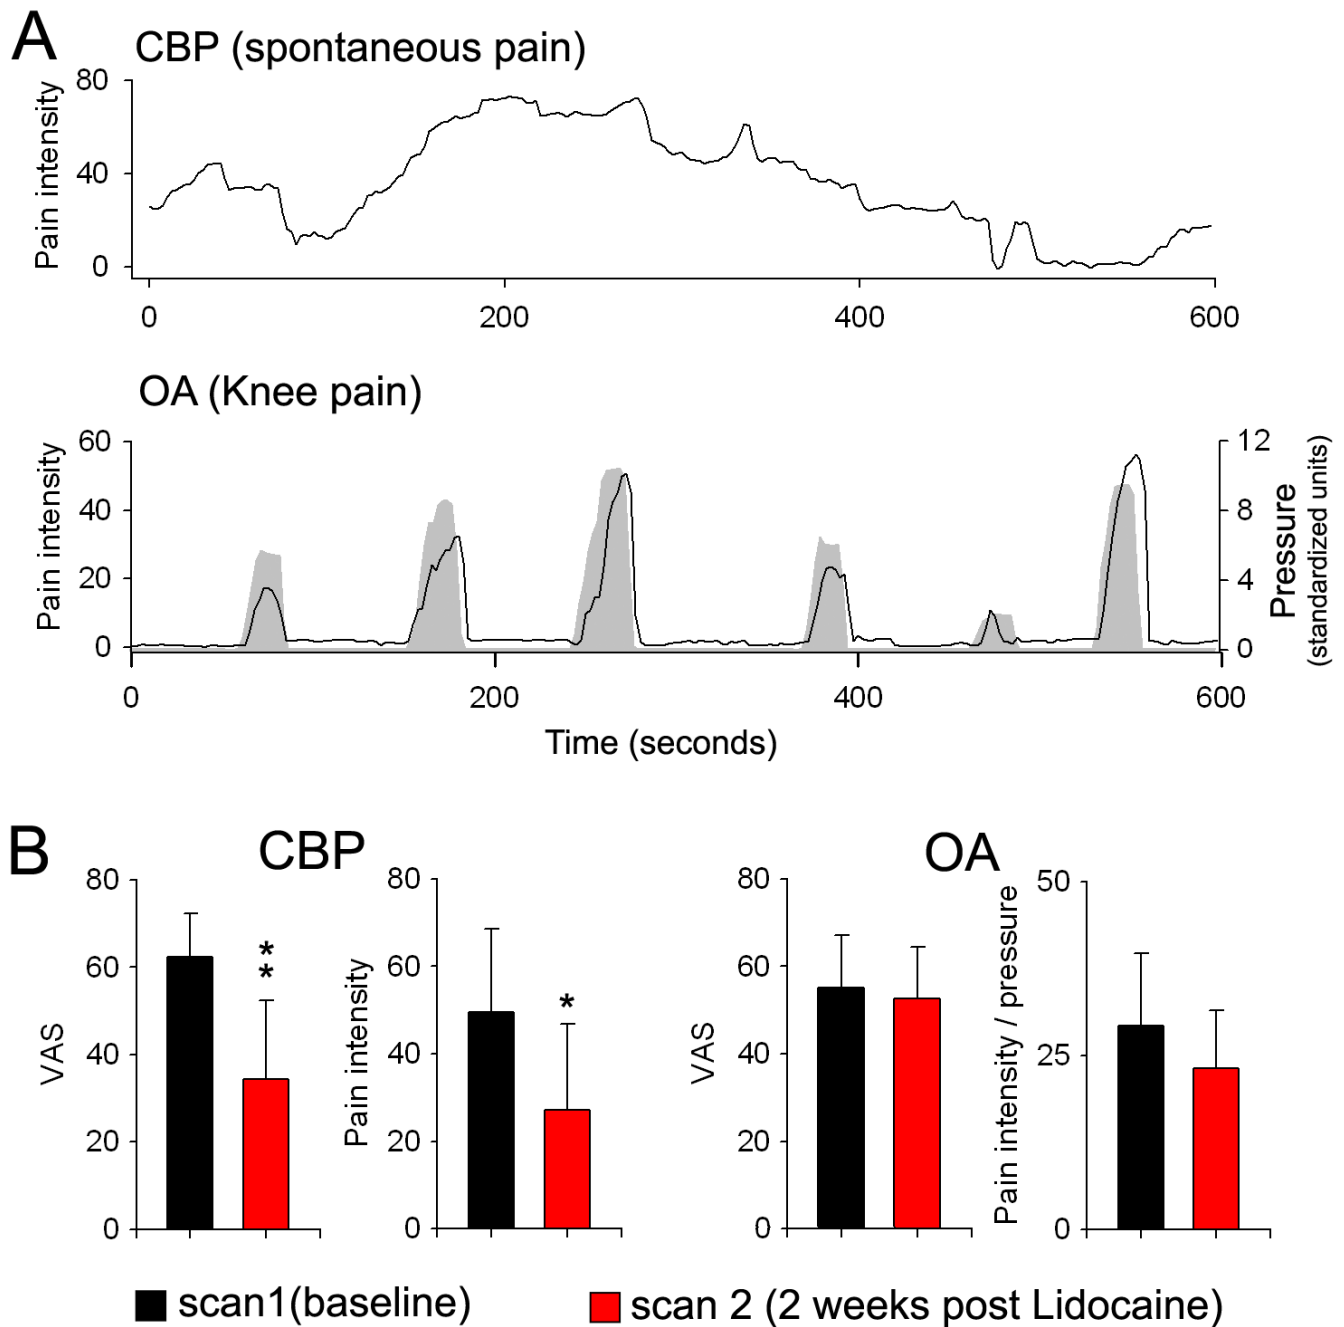 A
CBP (spontaneous pain)
Pain intensity
80
40
0
0 200 400 600
OA (Knee pain)
Pain intensity
60
40
20
0
12
8
4
0
Pressure
(standardized units)
0 200 400 600
Time (seconds)
B
CBP
OA
VAS
80
60
40
20
0
*
*
Pain intensity
80
60
40
20
0
*
VAS
80
60
40
20
0
Pain intensity / pressure
50
25
0
scan1(baseline)
scan 2 (2 weeks post Lidocaine)